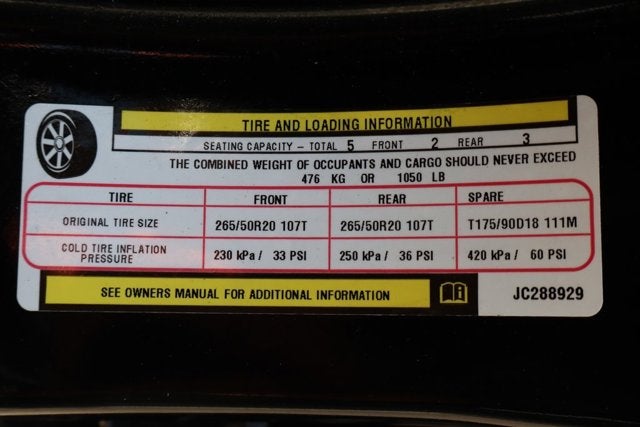 TIRE AND LOADING INFORMATION
SEATING CAPACITY – TOTAL 5 FRONT 2 REAR 3
THE COMBINED WEIGHT OF OCCUPANTS AND CARGO SHOULD NEVER EXCEED
476 KG OR 1050 LB
TIRE FRONT REAR SPARE
ORIGINAL TIRE SIZE 265/50R20 107T 265/50R20 107T T175/90D18 111M
COLD TIRE INFLATION PRESSURE 230 kPa / 33 PSI 250 kPa / 36 PSI 420 kPa / 60 PSI
SEE OWNERS MANUAL FOR ADDITIONAL INFORMATION JC288929